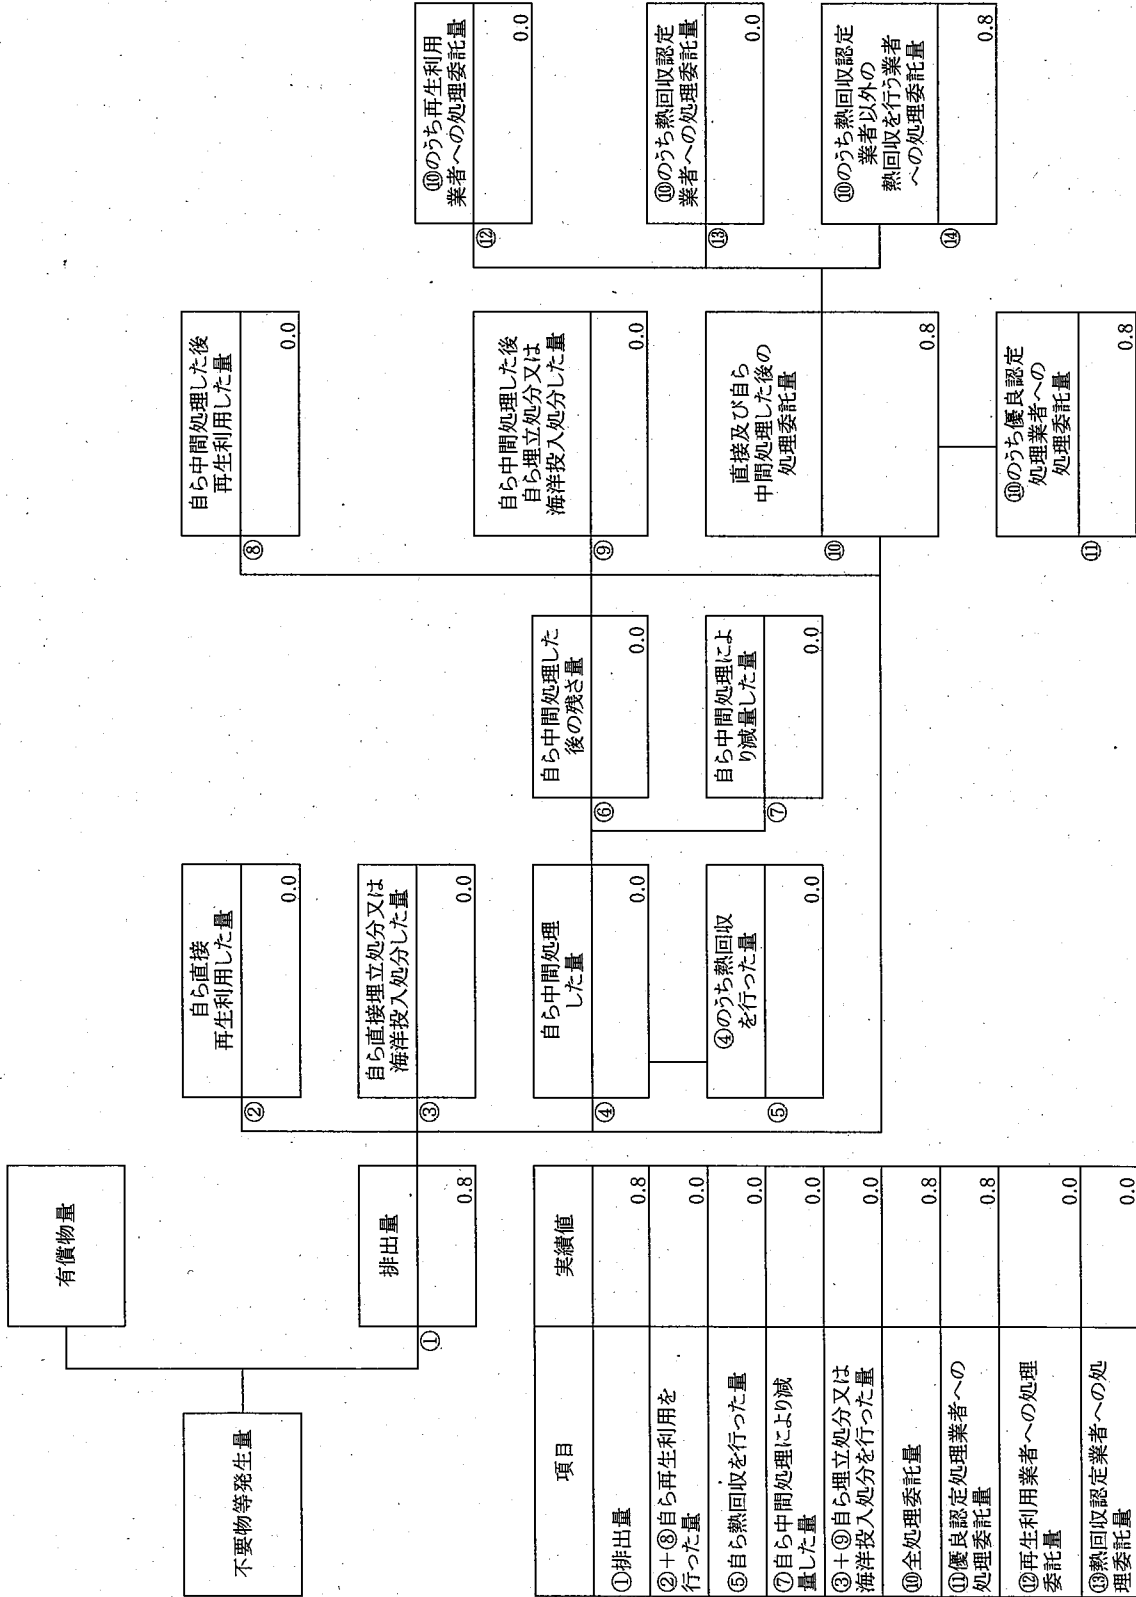 不要物等発生量
有償物量
①
排出量
0.8
②
自ら直接
再生利用した量
0.0
③
自ら直接埋立処分又は
海洋投入処分した量
0.0
④
自ら中間処理
した量
0.0
⑤
④のうち熱回収
を行った量
0.0
⑥
自ら中間処理した
後の残さ量
0.0
⑦
自ら中間処理によ
り減量した量
0.0
⑧
自ら中間処理した後
再生利用した量
0.0
⑨
自ら中間処理した後
自ら埋立処分又は
海洋投入処分した量
0.0
⑩
直接及び自ら
中間処理した後の
処理委託量
0.8
⑪
⑩のうち優良認定
処理業者への
処理委託量
0.8
⑫
⑩のうち再生利用
業者への処理委託量
0.0
⑬
⑩のうち熱回収認定
業者への処理委託量
0.0
⑭
⑩のうち熱回収認定
業者以外の
熱回収を行う業者
への処理委託量
0.8
項目 実績値
①排出量 0.8
②+⑧自ら再生利用を
行った量 0.0
⑤自ら熱回収を行った量 0.0
⑦自ら中間処理により減
量した量 0.0
③+⑨自ら埋立処分又は
海洋投入処分を行った量 0.0
⑩全処理委託量 0.8
⑪優良認定処理業者への
処理委託量 0.8
⑫再生利用業者への処理
委託量 0.0
⑬熱回収認定業者への処
理委託量 0.0